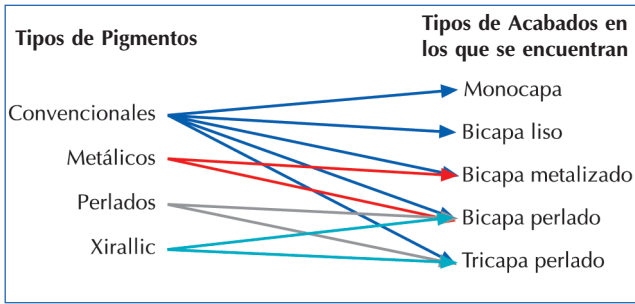 Tipos de Pigmentos
Convencionales
Metálicos
Perlados
Xirallic
Tipos de Acabados en
los que se encuentran
Monocapa
Bicapa liso
Bicapa metalizado
Bicapa perlado
Tricapa perlado